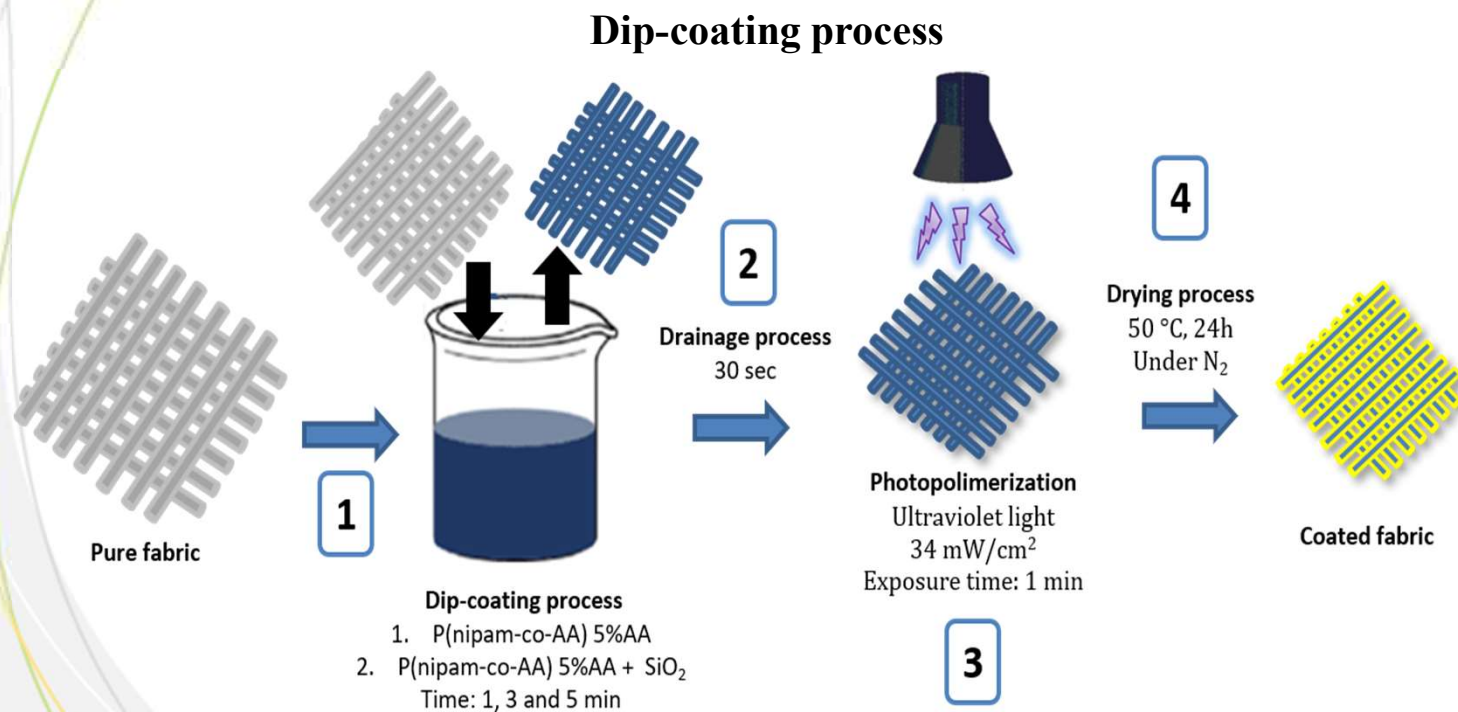 Dip-coating process
Pure fabric
1
Dip-coating process
1. P(nipam-co-AA) 5%AA
2. P(nipam-co-AA) 5%AA + SiO₂
Time: 1, 3 and 5 min
2
Drainage process
30 sec
Photopolimerization
Ultraviolet light
34 mW/cm²
Exposure time: 1 min
3
4
Drying process
50 °C, 24h
Under N₂
Coated fabric